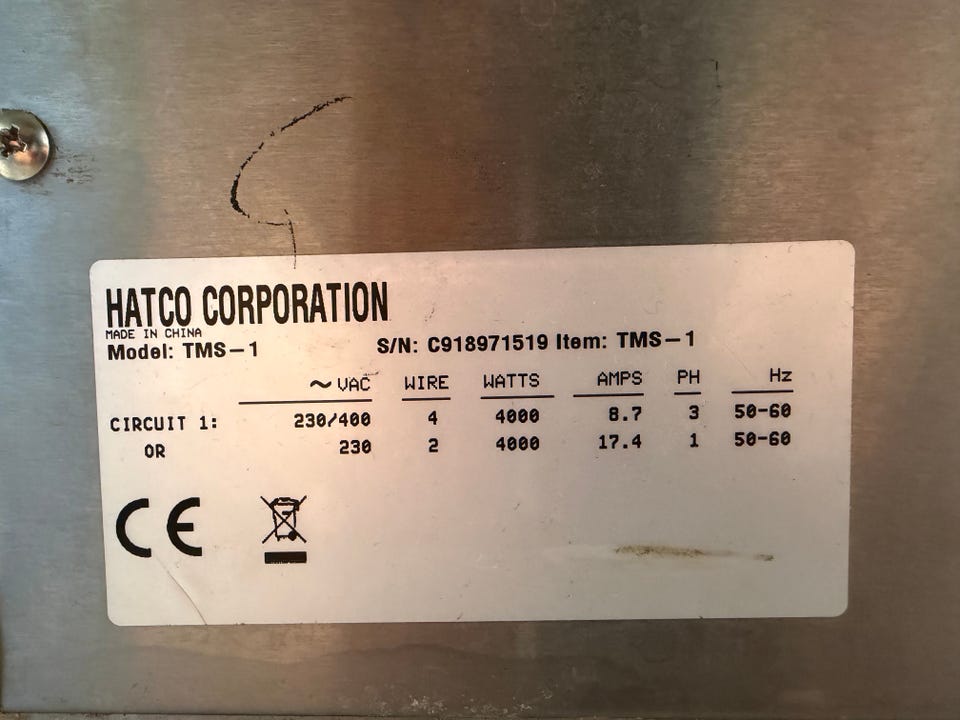 HATCO CORPORATION
MADE IN CHINA
Model: TMS-1 S/N: C918971519 Item: TMS-1
~ VAC WIRE WATTS AMPS PH Hz
CIRCUIT 1: 230/400 4 4000 8.7 3 50-60
OR 230 2 4000 17.4 1 50-60
CE